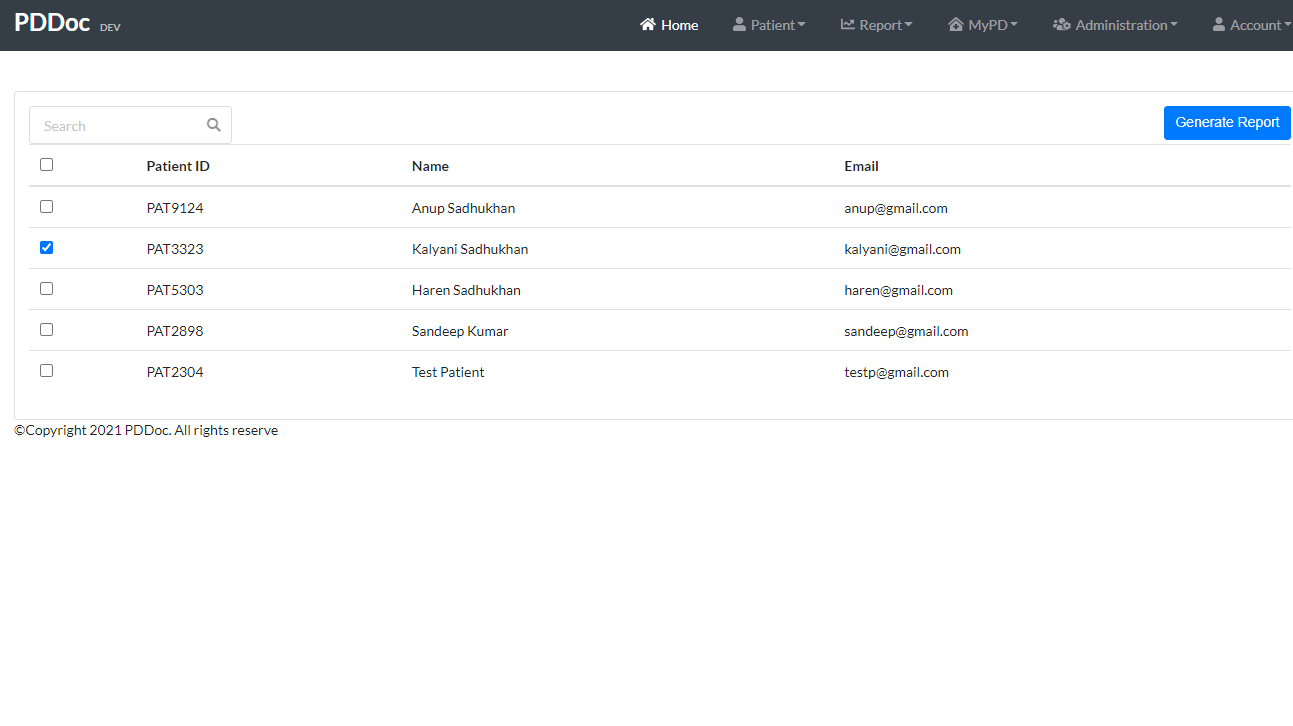 PDDoc DEV Home Patient Report MyPD Administration Account
Search Generate Report
Patient ID Name Email
PAT9124 Anup Sadhukhan anup@gmail.com
PAT3323 Kalyani Sadhukhan kalyani@gmail.com
PAT5303 Haren Sadhukhan haren@gmail.com
PAT2898 Sandeep Kumar sandeep@gmail.com
PAT2304 Test Patient testp@gmail.com
©Copyright 2021 PDDoc. All rights reserve